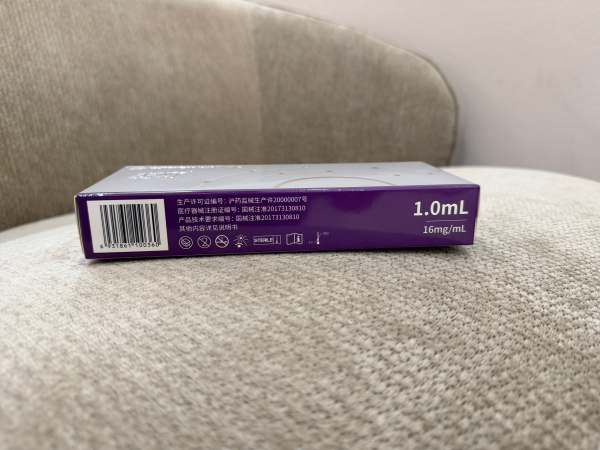 生产许可证编号：沪药监械生产许20000007号
医疗器械注册证编号：国械注准20173130810
产品技术要求编号：国械注准20173130810
其他内容详见说明书
6 931861 100360
STERILE
1.0mL
16mg/mL